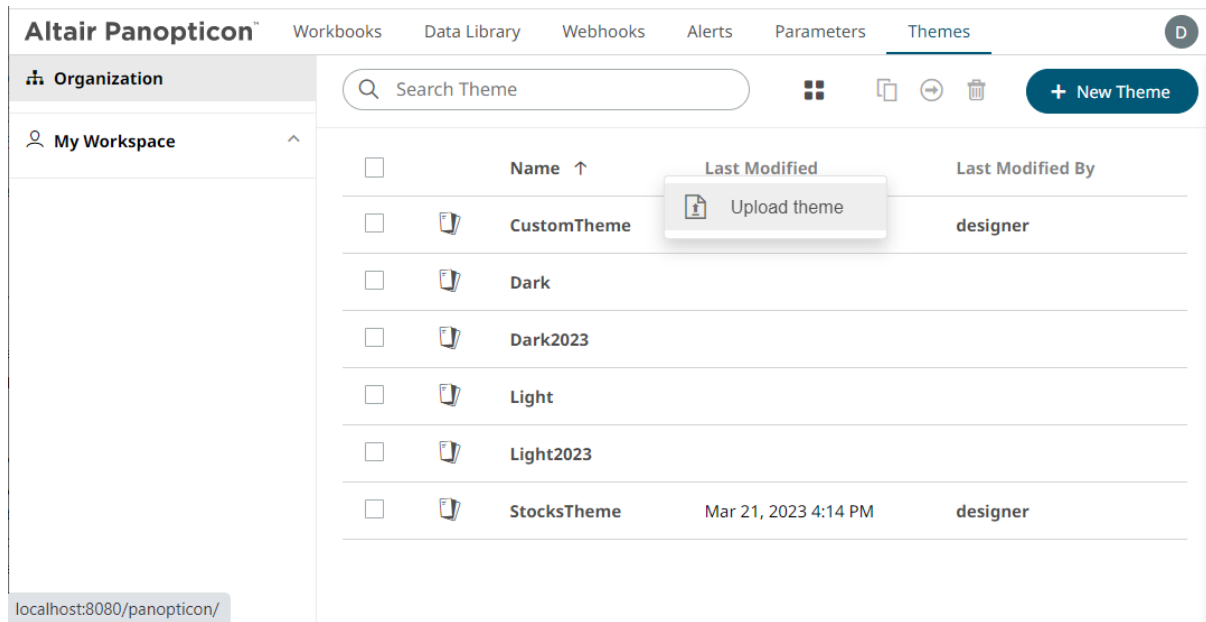 Altair Panopticon™ Workbooks Data Library Webhooks Alerts Parameters Themes D
Organization
Search Theme
+ New Theme
My Workspace
Name ↑ Last Modified Last Modified By
Upload theme
CustomTheme designer
Dark
Dark2023
Light
Light2023
StocksTheme Mar 21, 2023 4:14 PM designer
localhost:8080/panopticon/